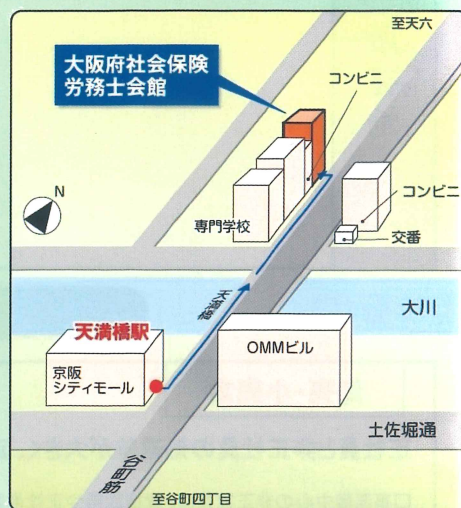 至天六
大阪府社会保険
労務士会館
コンビニ
N
コンビニ
専門学校
交番
天満橋
大川
天満橋駅
OMMビル
京阪
シティモール
土佐堀通
谷町筋
至谷町四丁目